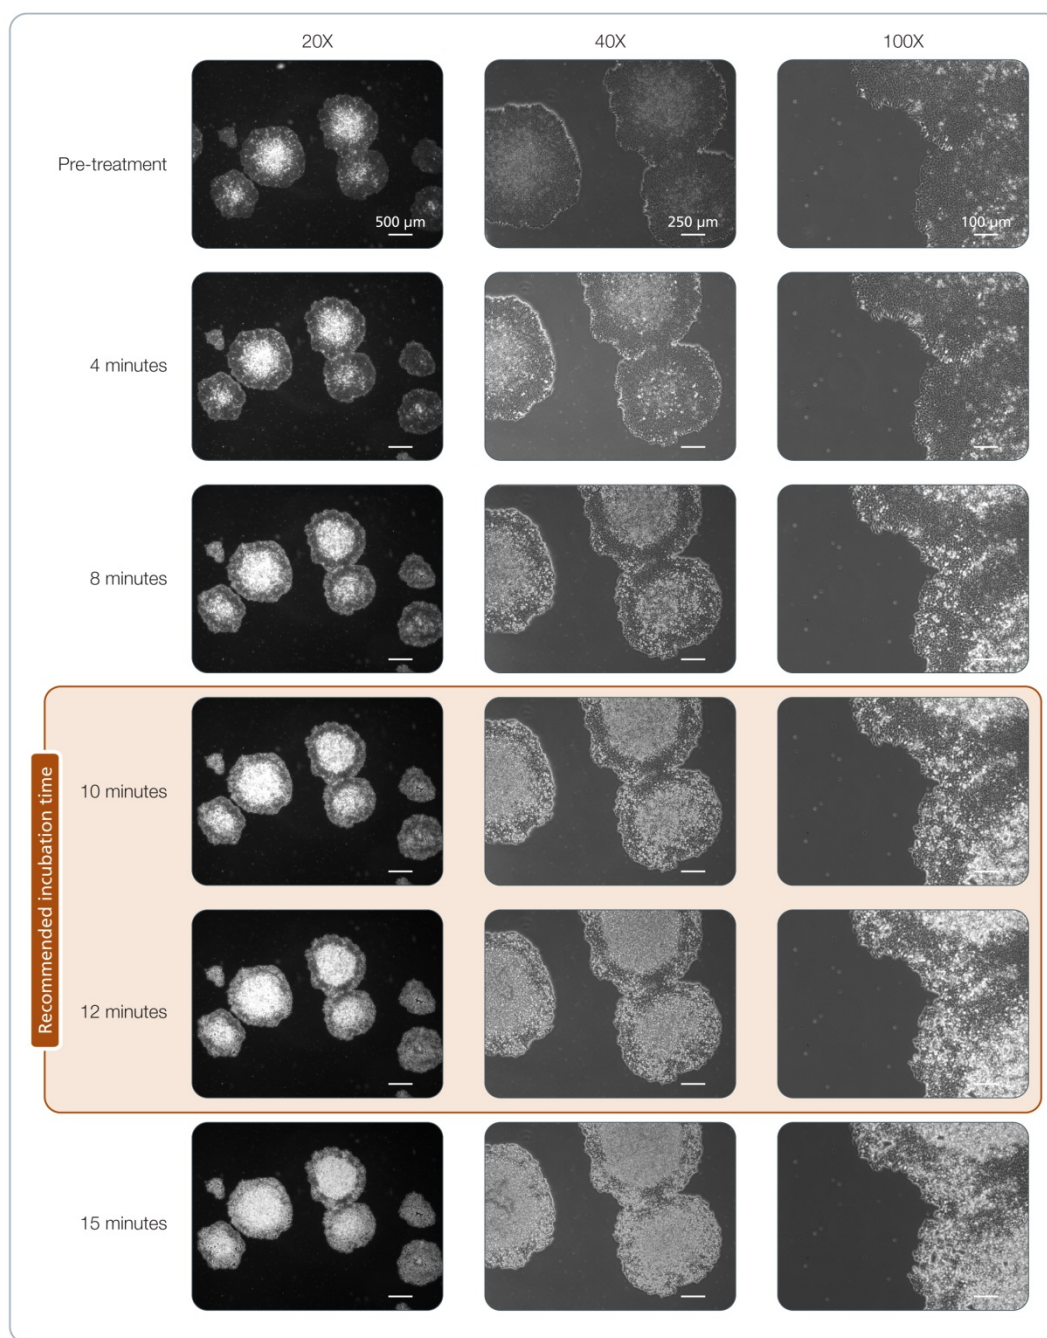 20X 40X 100X
Pre-treatment
500 µm 250 µm 100 µm
4 minutes
8 minutes
Recommended incubation time
10 minutes
12 minutes
15 minutes